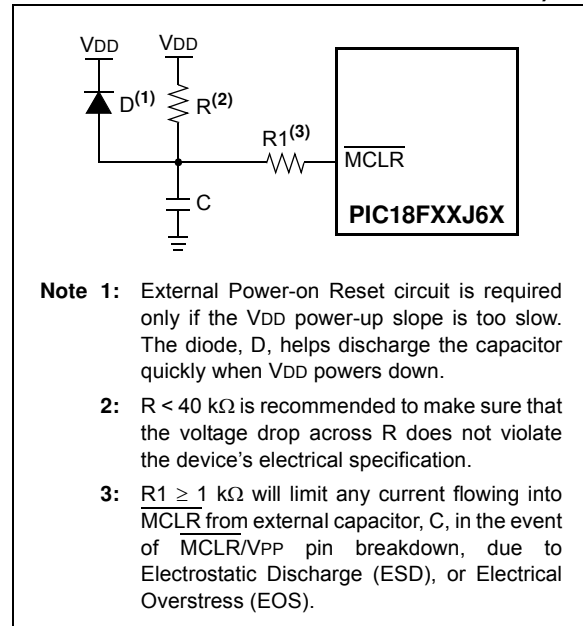 VDD VDD
D(1)
R(2)
R1(3)
MCLR
C
PIC18FXXJ6X
Note 1: External Power-on Reset circuit is required
only if the VDD power-up slope is too slow.
The diode, D, helps discharge the capacitor
quickly when VDD powers down.
2: R < 40 kΩ is recommended to make sure that
the voltage drop across R does not violate
the device's electrical specification.
3: R1 ≥ 1 kΩ will limit any current flowing into
MCLR from external capacitor, C, in the event
of MCLR/VPP pin breakdown, due to
Electrostatic Discharge (ESD), or Electrical
Overstress (EOS).